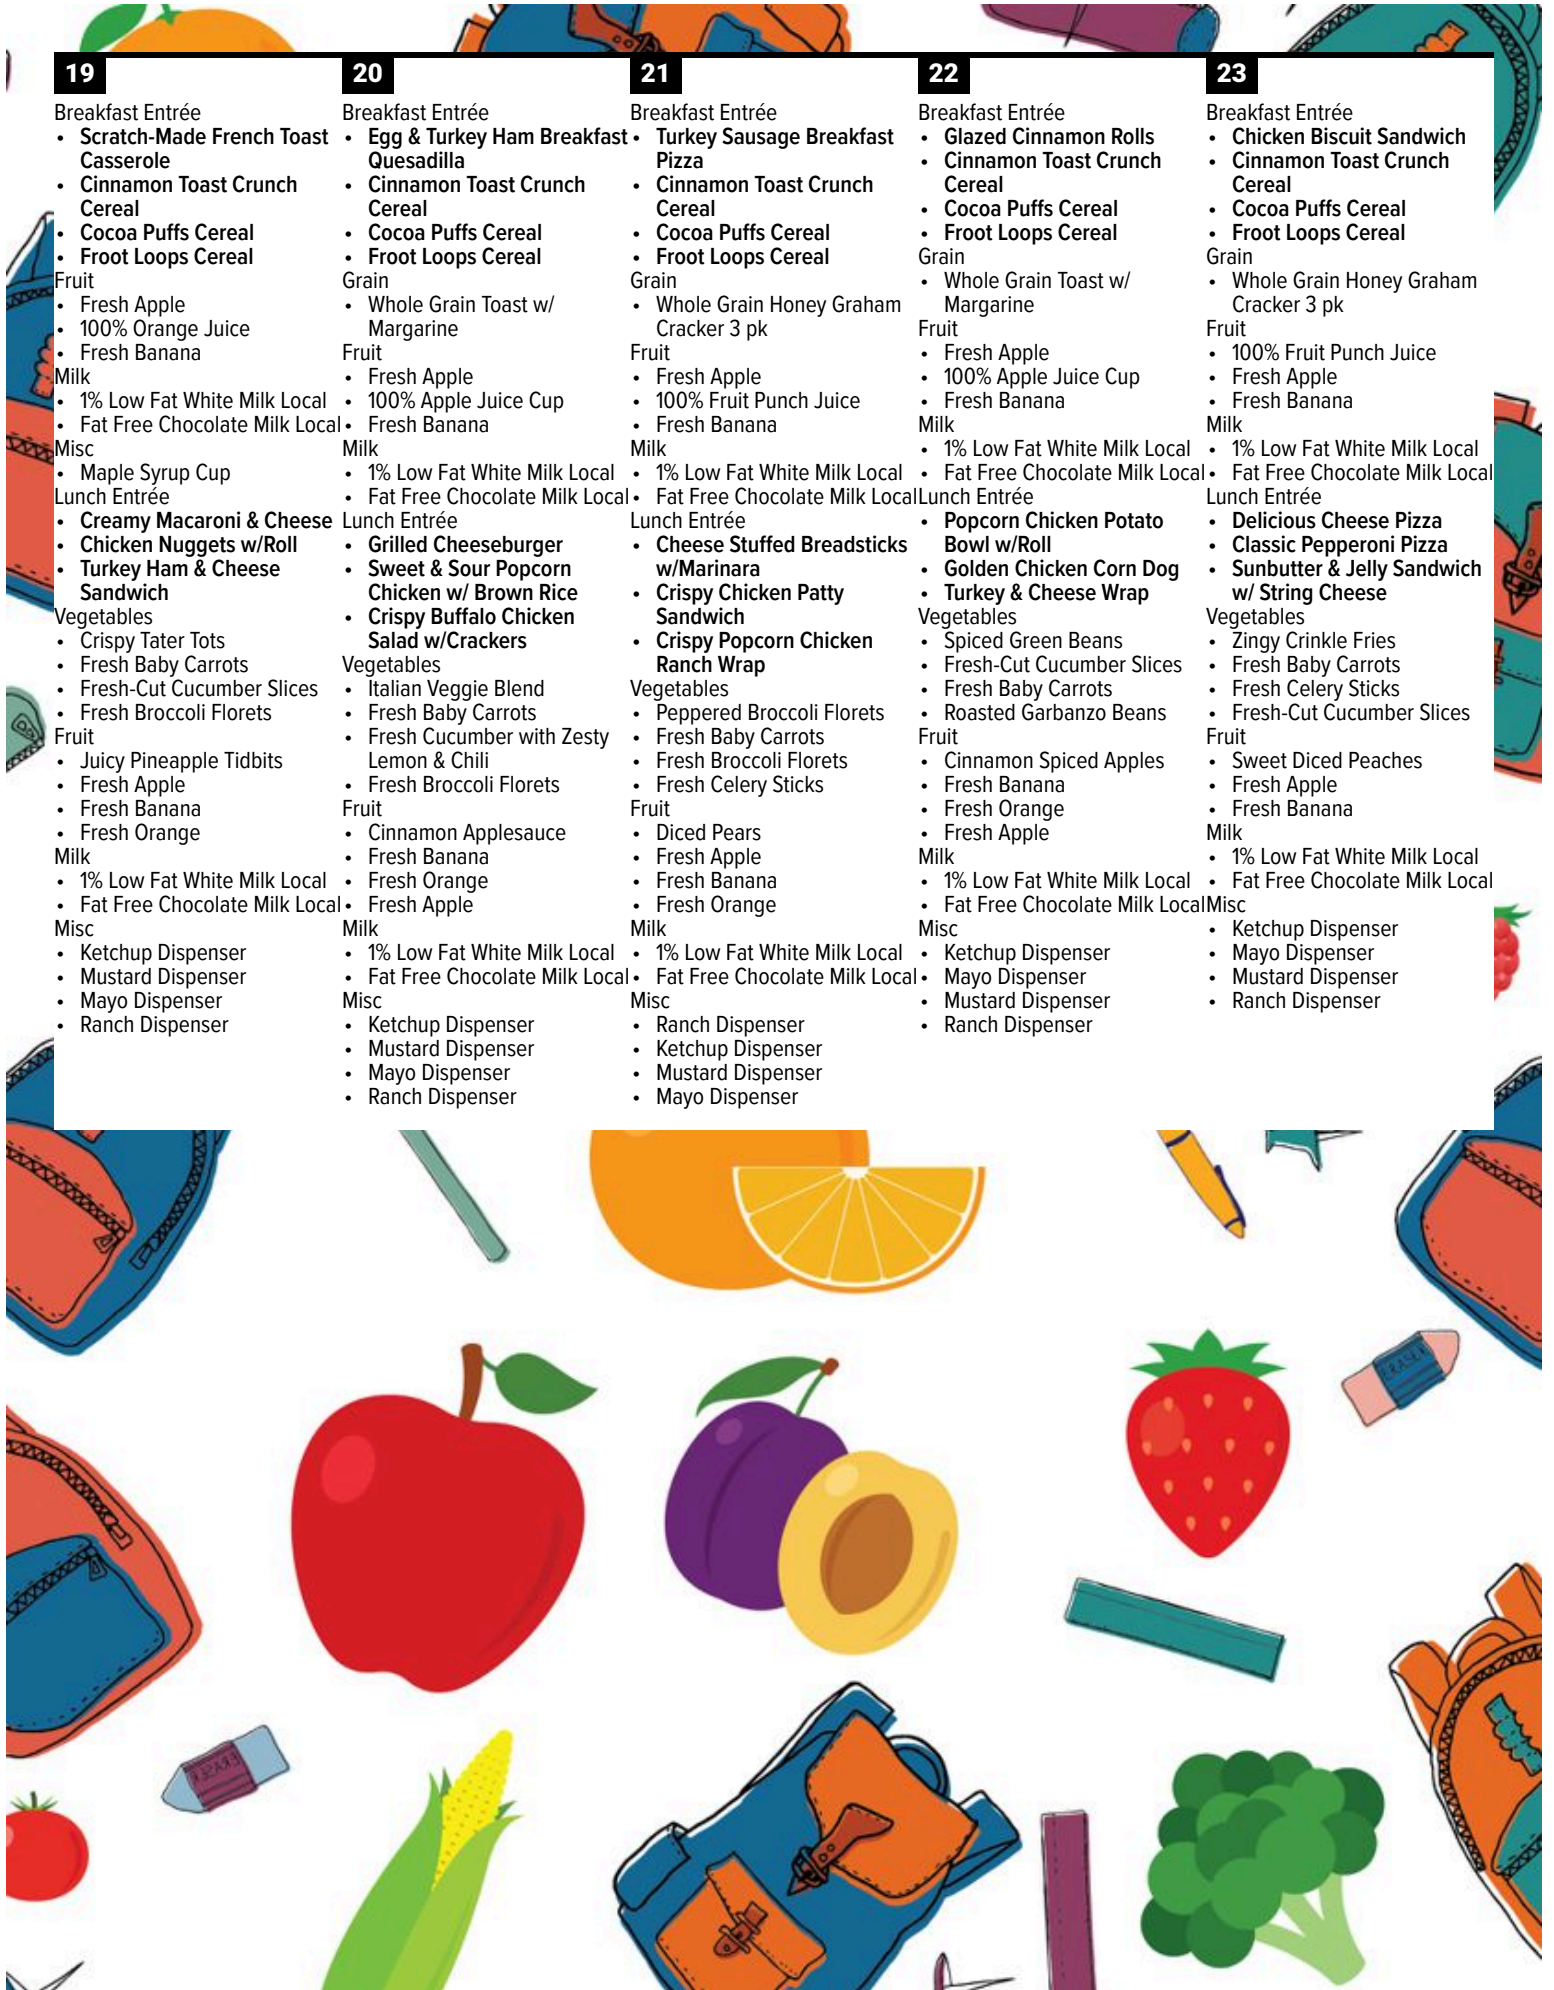 19
Breakfast Entrée
• Scratch-Made French Toast
Casserole
• Cinnamon Toast Crunch
Cereal
• Cocoa Puffs Cereal
• Froot Loops Cereal
Fruit
• Fresh Apple
• 100% Orange Juice
• Fresh Banana
Milk
• 1% Low Fat White Milk Local
• Fat Free Chocolate Milk Local
Misc
• Maple Syrup Cup
Lunch Entrée
• Creamy Macaroni & Cheese
• Chicken Nuggets w/Roll
• Turkey Ham & Cheese
Sandwich
Vegetables
• Crispy Tater Tots
• Fresh Baby Carrots
• Fresh-Cut Cucumber Slices
• Fresh Broccoli Florets
Fruit
• Juicy Pineapple Tidbits
• Fresh Apple
• Fresh Banana
• Fresh Orange
Milk
• 1% Low Fat White Milk Local
• Fat Free Chocolate Milk Local
Misc
• Ketchup Dispenser
• Mustard Dispenser
• Mayo Dispenser
• Ranch Dispenser
20
Breakfast Entrée
• Egg & Turkey Ham Breakfast
Quesadilla
• Cinnamon Toast Crunch
Cereal
• Cocoa Puffs Cereal
• Froot Loops Cereal
Grain
• Whole Grain Toast w/
Margarine
Fruit
• Fresh Apple
• 100% Apple Juice Cup
• Fresh Banana
Milk
• 1% Low Fat White Milk Local
• Fat Free Chocolate Milk Local
Lunch Entrée
• Grilled Cheeseburger
• Sweet & Sour Popcorn
Chicken w/ Brown Rice
• Crispy Buffalo Chicken
Salad w/Crackers
Vegetables
• Italian Veggie Blend
• Fresh Baby Carrots
• Fresh Cucumber with Zesty
Lemon & Chili
• Fresh Broccoli Florets
Fruit
• Cinnamon Applesauce
• Fresh Banana
• Fresh Orange
• Fresh Apple
Milk
• 1% Low Fat White Milk Local
• Fat Free Chocolate Milk Local
Misc
• Ketchup Dispenser
• Mustard Dispenser
• Mayo Dispenser
• Ranch Dispenser
21
Breakfast Entrée
• Turkey Sausage Breakfast
Pizza
• Cinnamon Toast Crunch
Cereal
• Cocoa Puffs Cereal
• Froot Loops Cereal
Grain
• Whole Grain Honey Graham
Cracker 3 pk
Fruit
• Fresh Apple
• 100% Fruit Punch Juice
• Fresh Banana
Milk
• 1% Low Fat White Milk Local
• Fat Free Chocolate Milk Local
Lunch Entrée
• Cheese Stuffed Breadsticks
w/Marinara
• Crispy Chicken Patty
Sandwich
• Crispy Popcorn Chicken
Ranch Wrap
Vegetables
• Peppered Broccoli Florets
• Fresh Baby Carrots
• Fresh Broccoli Florets
• Fresh Celery Sticks
Fruit
• Diced Pears
• Fresh Apple
• Fresh Banana
• Fresh Orange
Milk
• 1% Low Fat White Milk Local
• Fat Free Chocolate Milk Local
Misc
• Ranch Dispenser
• Ketchup Dispenser
• Mustard Dispenser
• Mayo Dispenser
22
Breakfast Entrée
• Glazed Cinnamon Rolls
• Cinnamon Toast Crunch
Cereal
• Cocoa Puffs Cereal
• Froot Loops Cereal
Grain
• Whole Grain Toast w/
Margarine
Fruit
• Fresh Apple
• 100% Apple Juice Cup
• Fresh Banana
Milk
• 1% Low Fat White Milk Local
• Fat Free Chocolate Milk Local
Lunch Entrée
• Popcorn Chicken Potato
Bowl w/Roll
• Golden Chicken Corn Dog
• Turkey & Cheese Wrap
Vegetables
• Spiced Green Beans
• Fresh-Cut Cucumber Slices
• Fresh Baby Carrots
• Roasted Garbanzo Beans
Fruit
• Cinnamon Spiced Apples
• Fresh Banana
• Fresh Orange
• Fresh Apple
Milk
• 1% Low Fat White Milk Local
• Fat Free Chocolate Milk Local
Misc
• Ketchup Dispenser
• Mayo Dispenser
• Mustard Dispenser
• Ranch Dispenser
23
Breakfast Entrée
• Chicken Biscuit Sandwich
• Cinnamon Toast Crunch
Cereal
• Cocoa Puffs Cereal
• Froot Loops Cereal
Grain
• Whole Grain Honey Graham
Cracker 3 pk
Fruit
• 100% Fruit Punch Juice
• Fresh Apple
• Fresh Banana
Milk
• 1% Low Fat White Milk Local
• Fat Free Chocolate Milk Local
Lunch Entrée
• Delicious Cheese Pizza
• Classic Pepperoni Pizza
• Sunbutter & Jelly Sandwich
w/ String Cheese
Vegetables
• Zingy Crinkle Fries
• Fresh Baby Carrots
• Fresh Celery Sticks
• Fresh-Cut Cucumber Slices
Fruit
• Sweet Diced Peaches
• Fresh Apple
• Fresh Banana
Milk
• 1% Low Fat White Milk Local
• Fat Free Chocolate Milk Local
Misc
• Ketchup Dispenser
• Mayo Dispenser
• Mustard Dispenser
• Ranch Dispenser
ERASER
ERASER